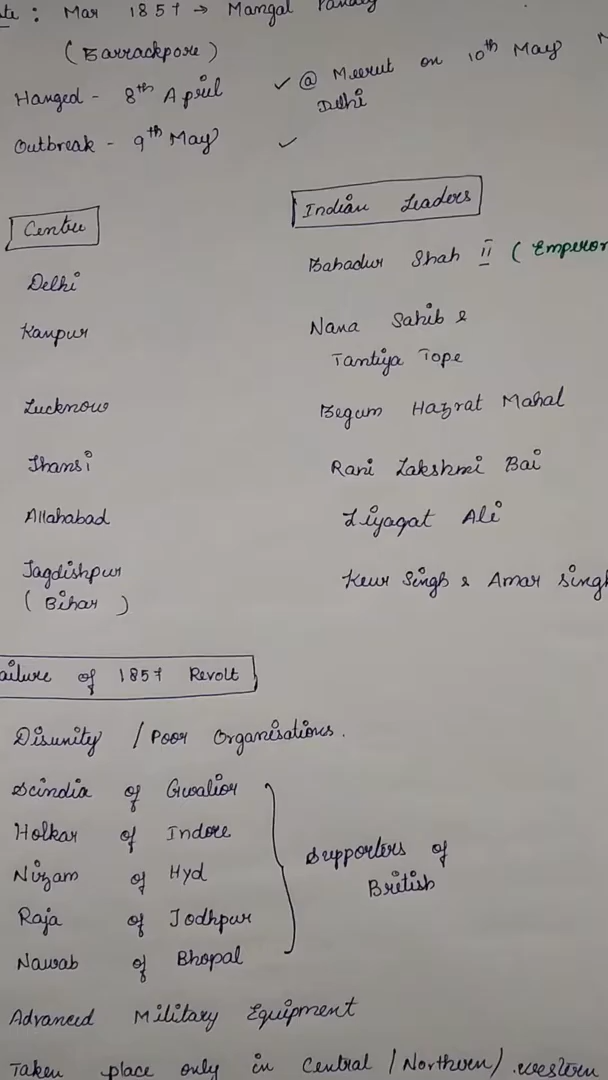 : Mar 1857 → Mangal Pandey
(Barrackpore)
Hanged - 8th April ✓ @ Meerut on 10th May
Delhi
Outbreak - 9th May ✓
Centre Indian Leaders
Delhi Bahadur Shah II (Emperor
Kanpur Nana Sahib &
Tantiya Tope
Lucknow Begum Hazrat Mahal
Jhansi Rani Lakshmi Bai
Allahabad Liyaqat Ali
Jagdishpur Keur Singh & Amar Singh
(Bihar)
ailure of 1857 Revolt
Disunity / Poor Organisations.
Scindia of Gwalior
Holkar of Indore
Nizam of Hyd
Supporters of
British
Raja of Jodhpur
Nawab of Bhopal
Advanced Military Equipment
Taken place only in Central / Northern / western